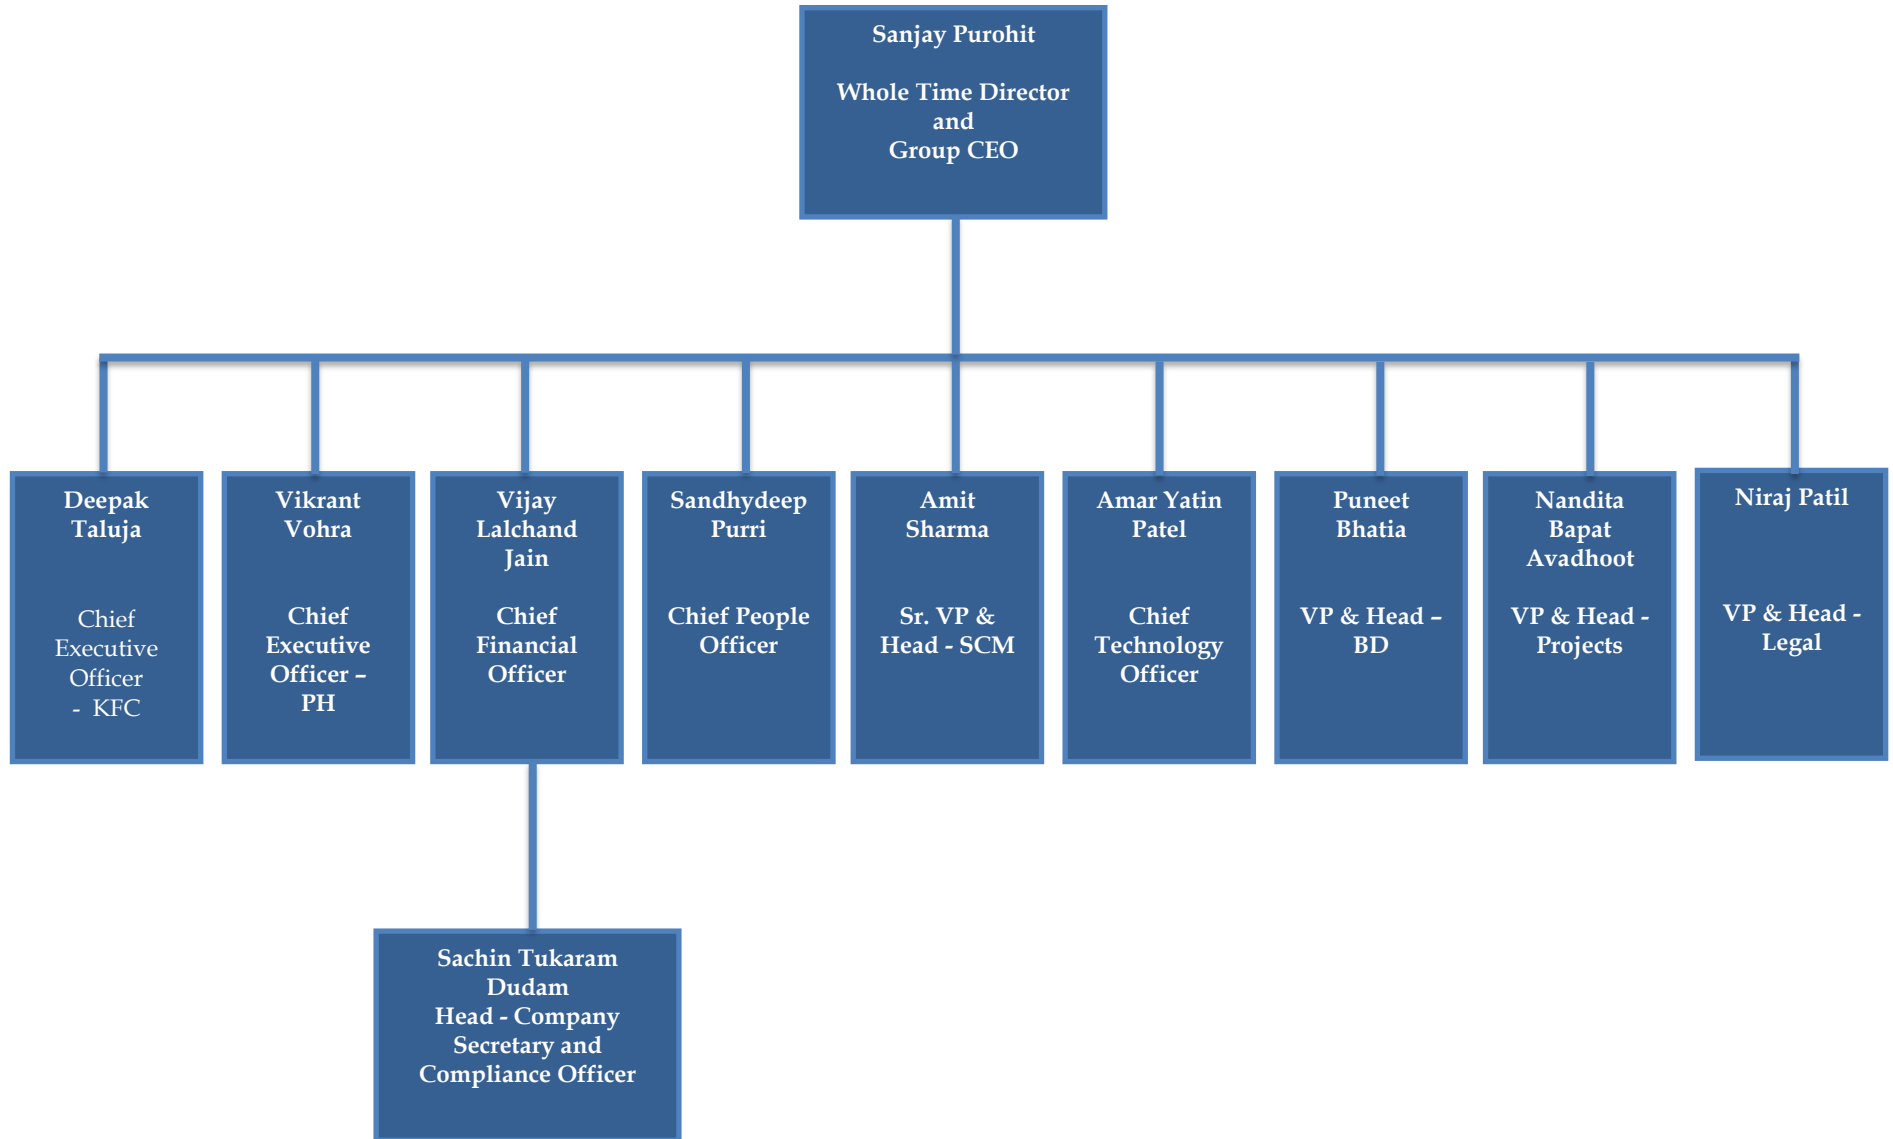 Sanjay Purohit
Whole Time Director
and
Group CEO
Deepak
Taluja
Chief
Executive
Officer
- KFC
Vikrant
Vohra
Chief
Executive
Officer –
PH
Vijay
Lalchand
Jain
Chief
Financial
Officer
Sandhydeep
Purri
Chief People
Officer
Amit
Sharma
Sr. VP &
Head - SCM
Amar Yatin
Patel
Chief
Technology
Officer
Puneet
Bhatia
VP & Head –
BD
Nandita
Bapat
Avadhoot
VP & Head -
Projects
Niraj Patil
VP & Head -
Legal
Sachin Tukaram
Dudam
Head - Company
Secretary and
Compliance Officer